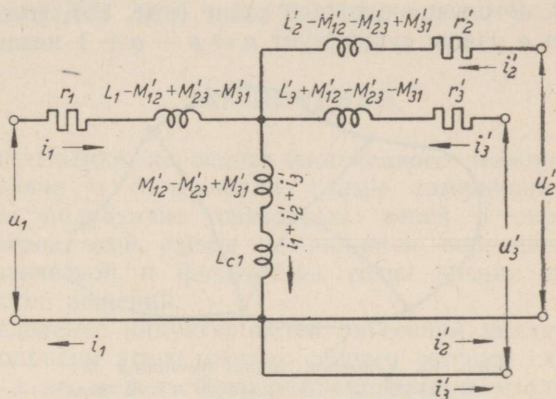 L′₂−M′₁₂−M′₂₃+M′₃₁ r′₂
i′₂
r₁ L₁−M′₁₂+M′₂₃−M′₃₁ L′₃+M′₁₂−M′₂₃−M′₃₁ r′₃
i₁ i′₃
M′₁₂−M′₂₃+M′₃₁
i₁+i′₂+i′₃
L꜀₁
u₁ u′₃ u′₂
i₁ i′₂
i′₃